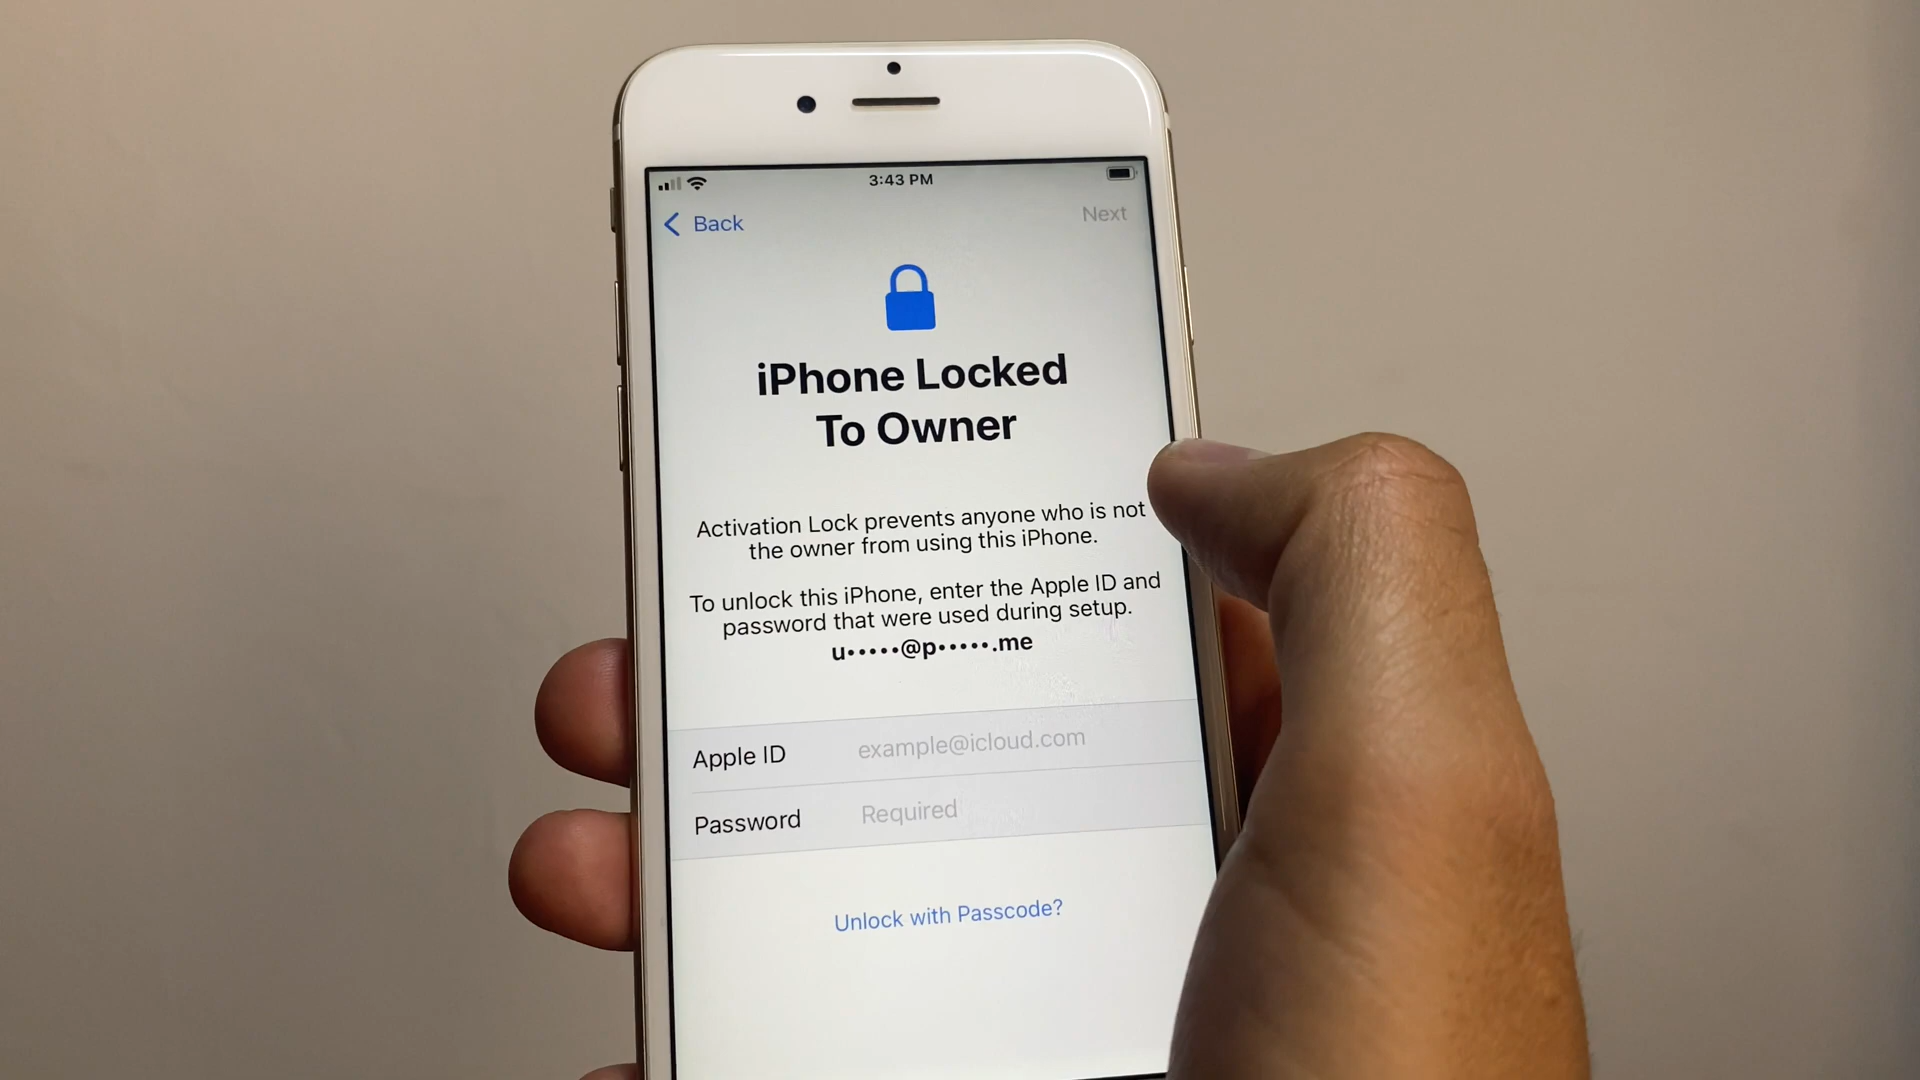 3:43 PM
Back
Next
iPhone Locked
To Owner
Activation Lock prevents anyone who is not
the owner from using this iPhone.
To unlock this iPhone, enter the Apple ID and
password that were used during setup.
u•••••@p•••••.me
Apple ID example@icloud.com
Password Required
Unlock with Passcode?